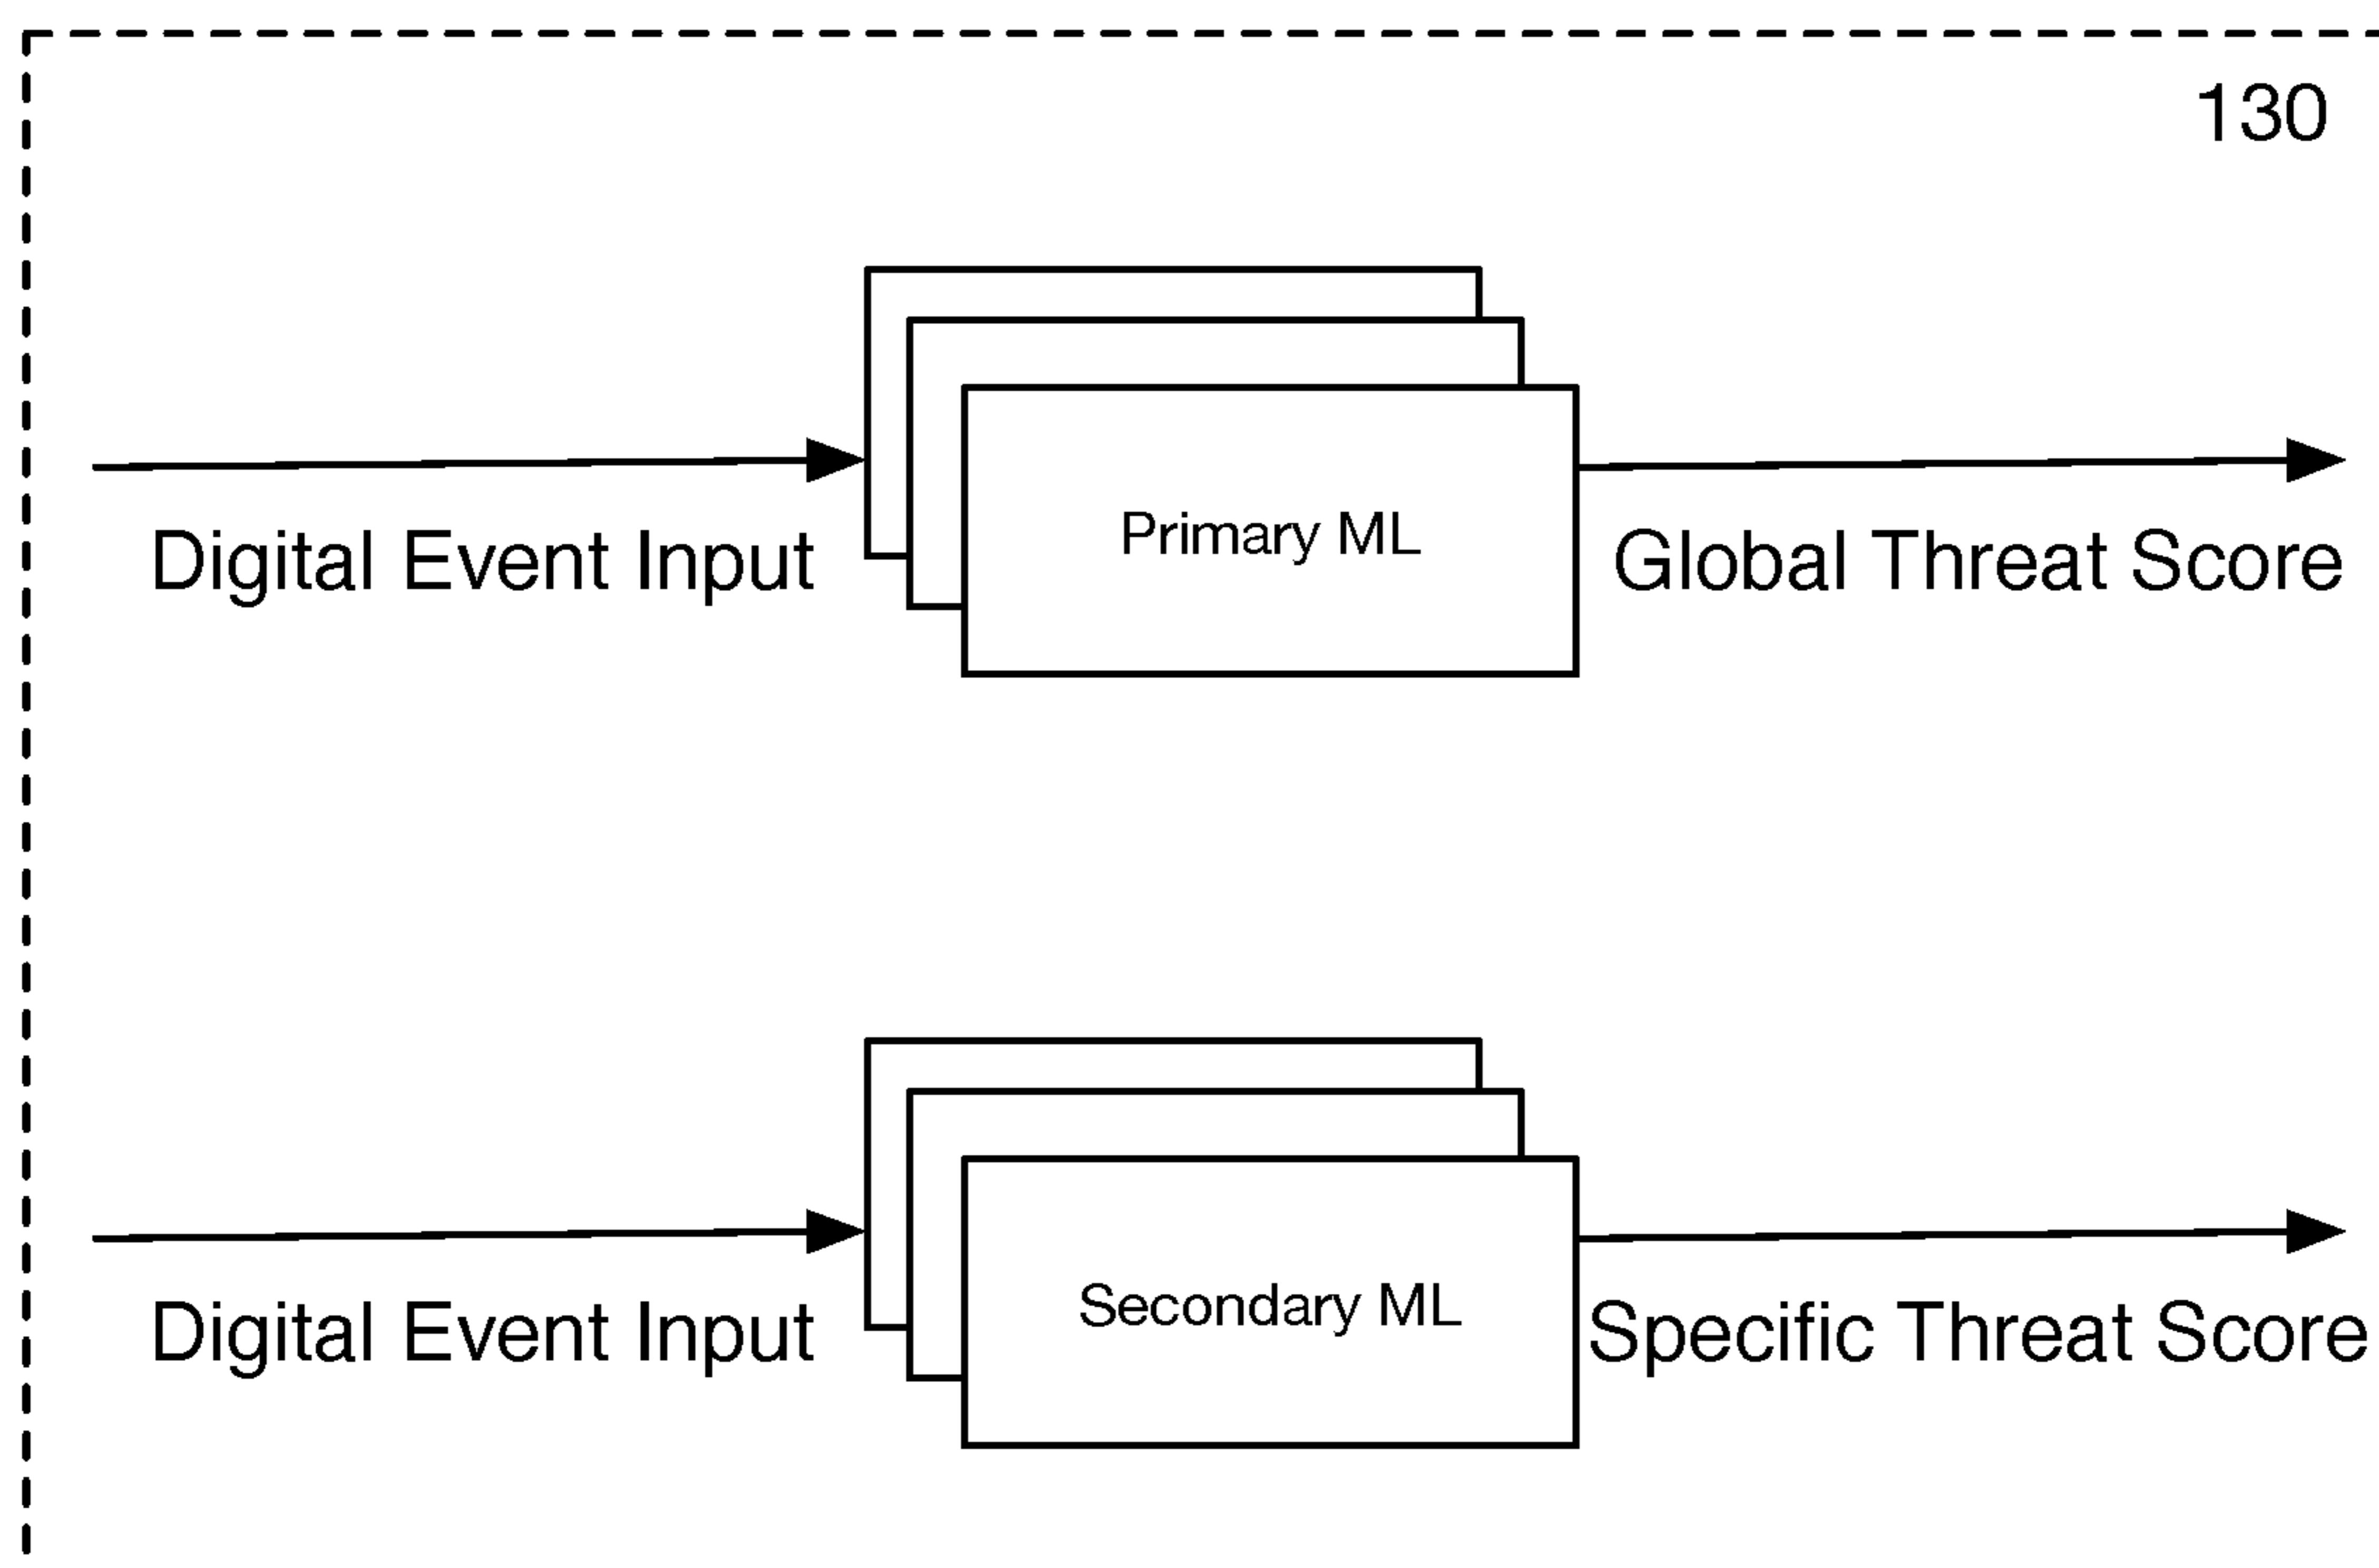 130
Primary ML
Digital Event Input
Global Threat Score
Secondary ML
Digital Event Input
Specific Threat Score